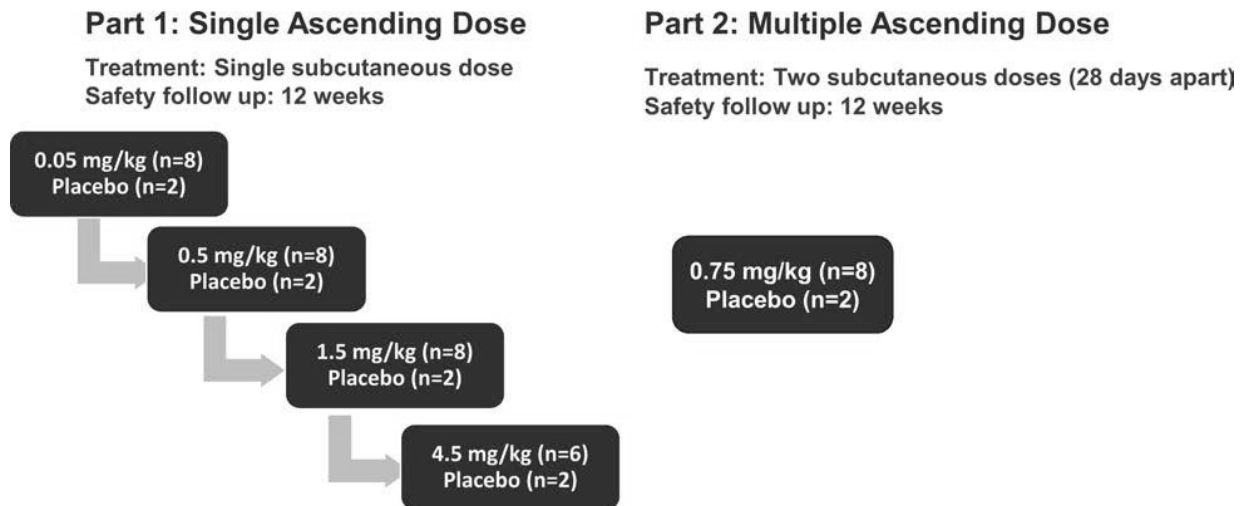 Part 1: Single Ascending Dose
Treatment: Single subcutaneous dose
Safety follow up: 12 weeks
0.05 mg/kg (n=8)
Placebo (n=2)
0.5 mg/kg (n=8)
Placebo (n=2)
1.5 mg/kg (n=8)
Placebo (n=2)
4.5 mg/kg (n=6)
Placebo (n=2)
Part 2: Multiple Ascending Dose
Treatment: Two subcutaneous doses (28 days apart)
Safety follow up: 12 weeks
0.75 mg/kg (n=8)
Placebo (n=2)